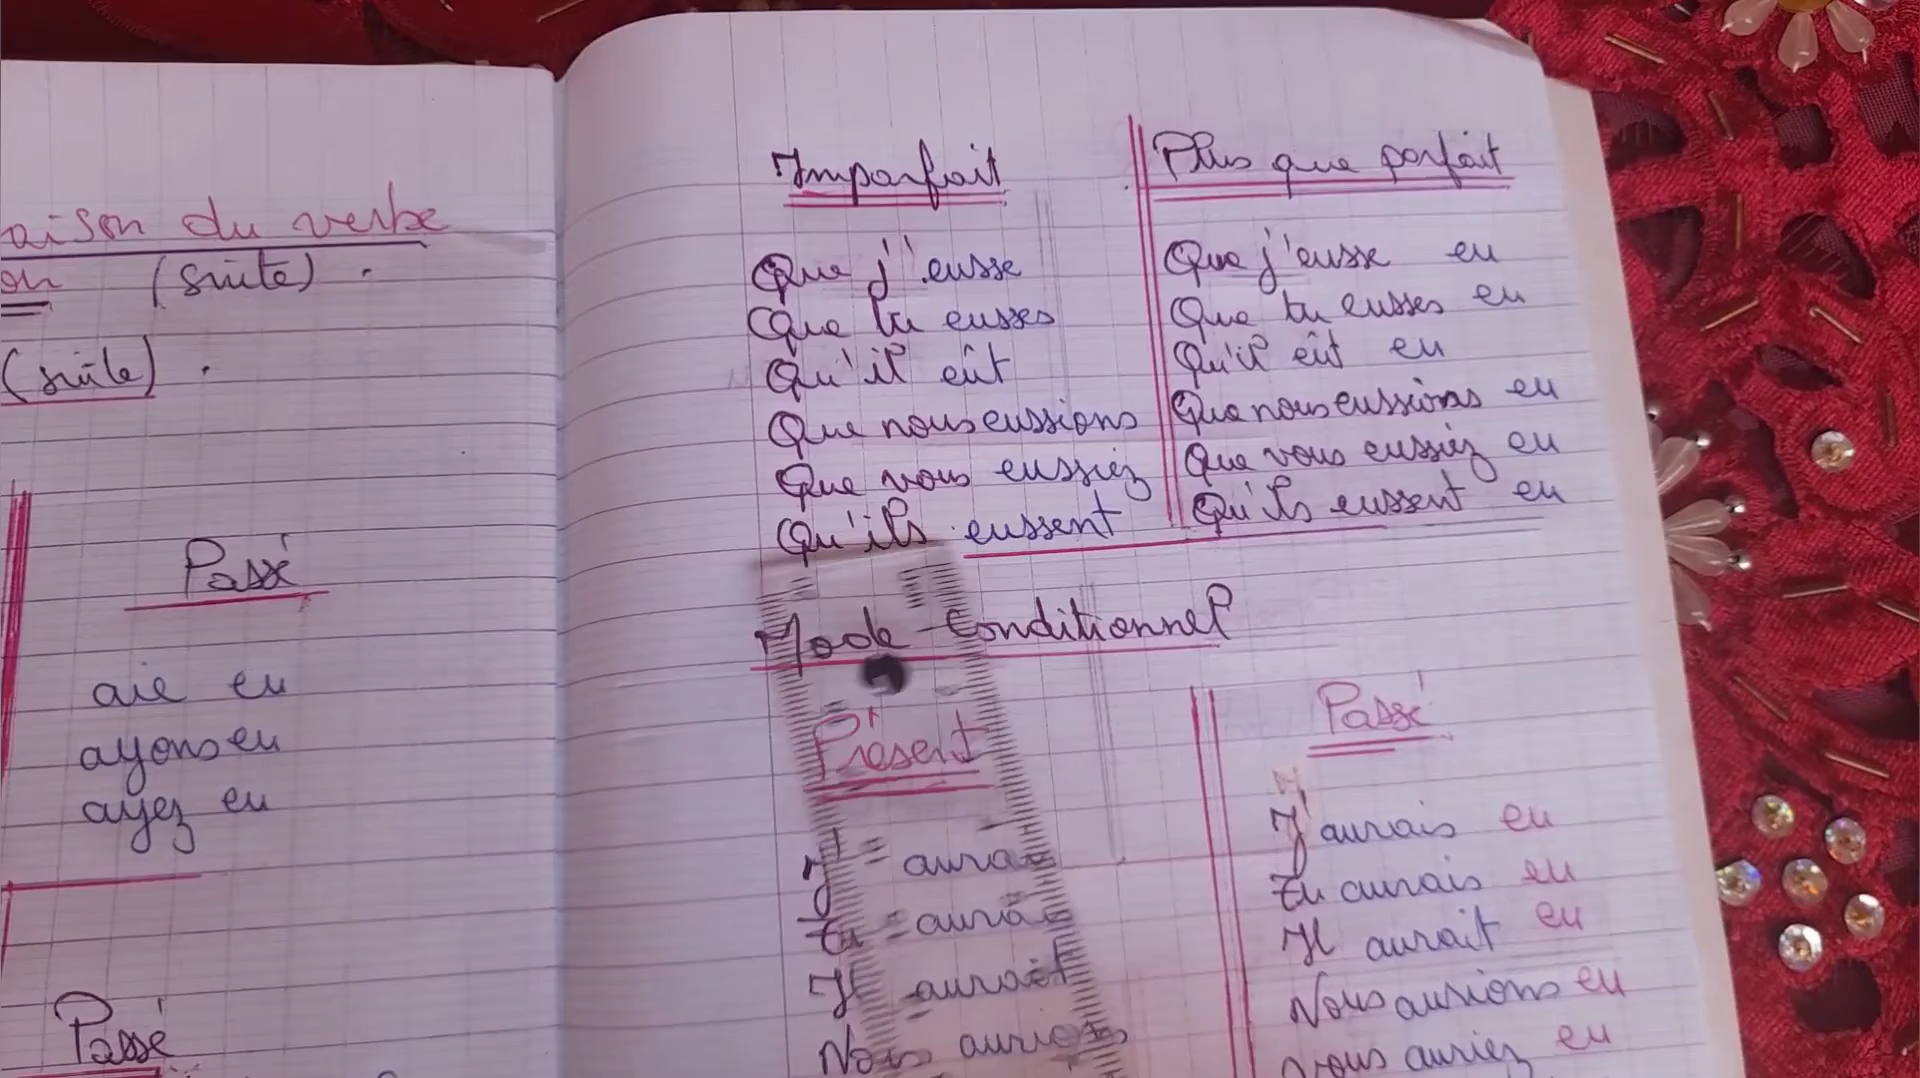 aison du verbe
on (suite) .
(suite) .
Passé
aie eu
ayons eu
ayez eu
Passé
Imparfait
Que j'eusse
Que tu eusses
Qu'il eût
Que nous eussions
Que vous eussiez
Qu'ils eussent
Plus que parfait
Que j'eusse eu
Que tu eusses eu
Qu'il eût eu
Que nous eussions eu
Que vous eussiez eu
Qu'ils eussent eu
Mode Conditionnel
Présent
J' aurais
tu aurais
Il aurait
Nous aurions
Passé
J'aurais eu
tu aurais eu
Il aurait eu
Nous aurions eu
vous auriez eu